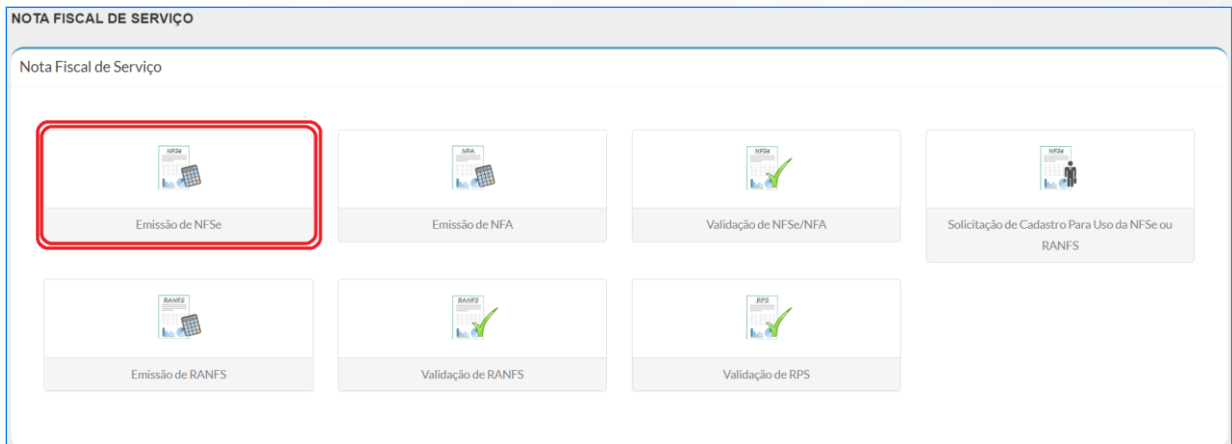 NOTA FISCAL DE SERVIÇO
Nota Fiscal de Serviço
NFSe
Emissão de NFSe
NFA
Emissão de NFA
NFSe
Validação de NFSe/NFA
NFSe
Solicitação de Cadastro Para Uso da NFSe ou
RANFS
RANFS
Emissão de RANFS
RANFS
Validação de RANFS
RPS
Validação de RPS